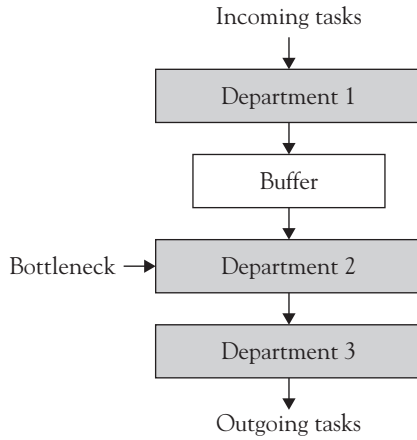 Incoming tasks
Department 1
Buffer
Bottleneck
Department 2
Department 3
Outgoing tasks